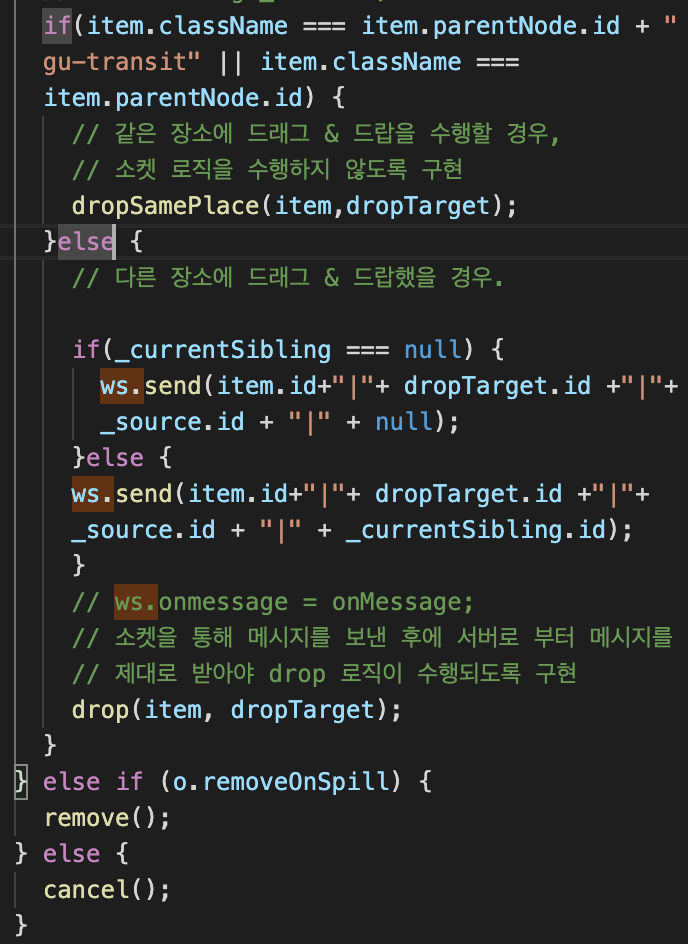 if(item.className === item.parentNode.id + "
gu-transit" || item.className ===
item.parentNode.id) {
// 같은 장소에 드래그 & 드랍을 수행할 경우,
// 소켓 로직을 수행하지 않도록 구현
dropSamePlace(item,dropTarget);
}else {
// 다른 장소에 드래그 & 드랍했을 경우.
if(_currentSibling === null) {
ws.send(item.id+"|"+ dropTarget.id +"|"+
_source.id + "|" + null);
}else {
ws.send(item.id+"|"+ dropTarget.id +"|"+
_source.id + "|" + _currentSibling.id);
}
// ws.onmessage = onMessage;
// 소켓을 통해 메시지를 보낸 후에 서버로 부터 메시지를
// 제대로 받아야 drop 로직이 수행되도록 구현
drop(item, dropTarget);
}
} else if (o.removeOnSpill) {
remove();
} else {
cancel();
}